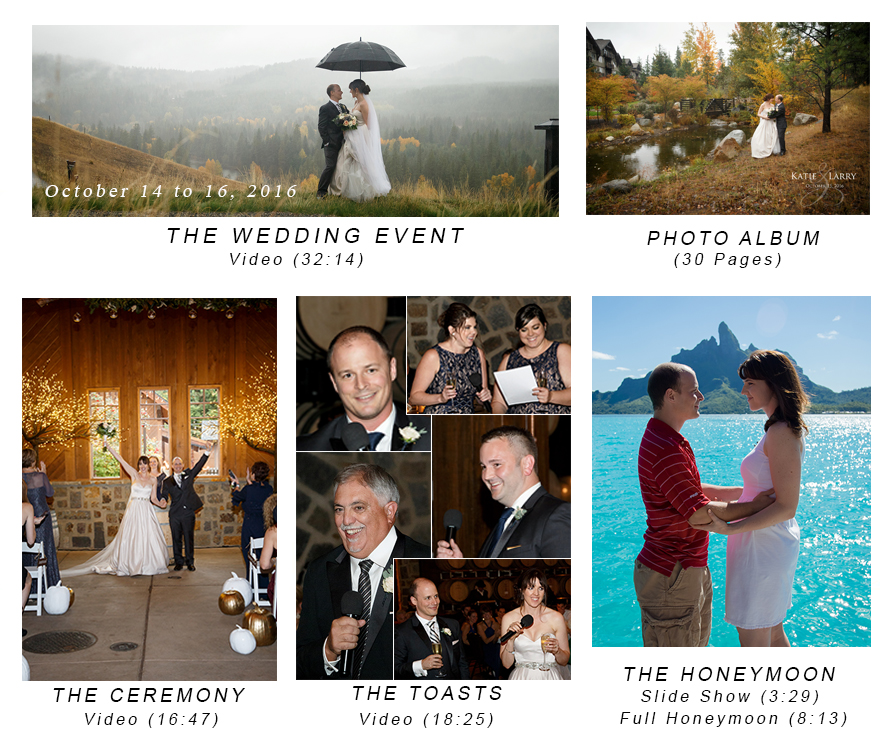 October 14 to 16, 2016
THE WEDDING EVENT
Video (32:14)
KATIE & LARRY
PHOTO ALBUM
(30 Pages)
THE CEREMONY
Video (16:47)
THE TOASTS
Video (18:25)
THE HONEYMOON
Slide Show (3:29)
Full Honeymoon (8:13)